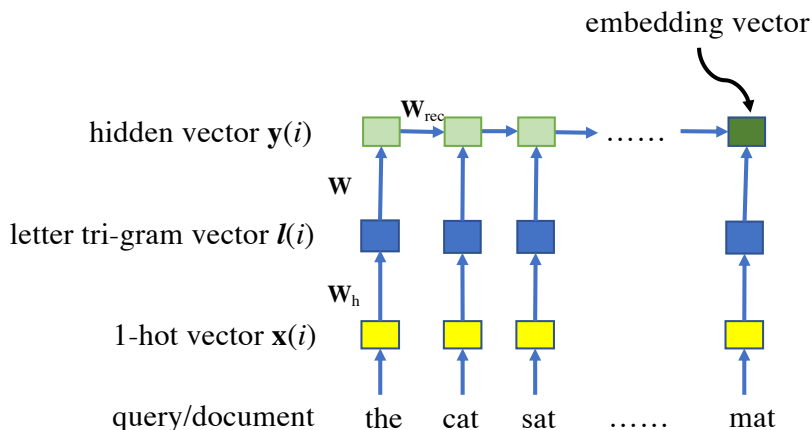 embedding vector
W_rec
hidden vector y(i) ……
W
letter tri-gram vector l(i)
W_h
1-hot vector x(i)
query/document the cat sat …… mat